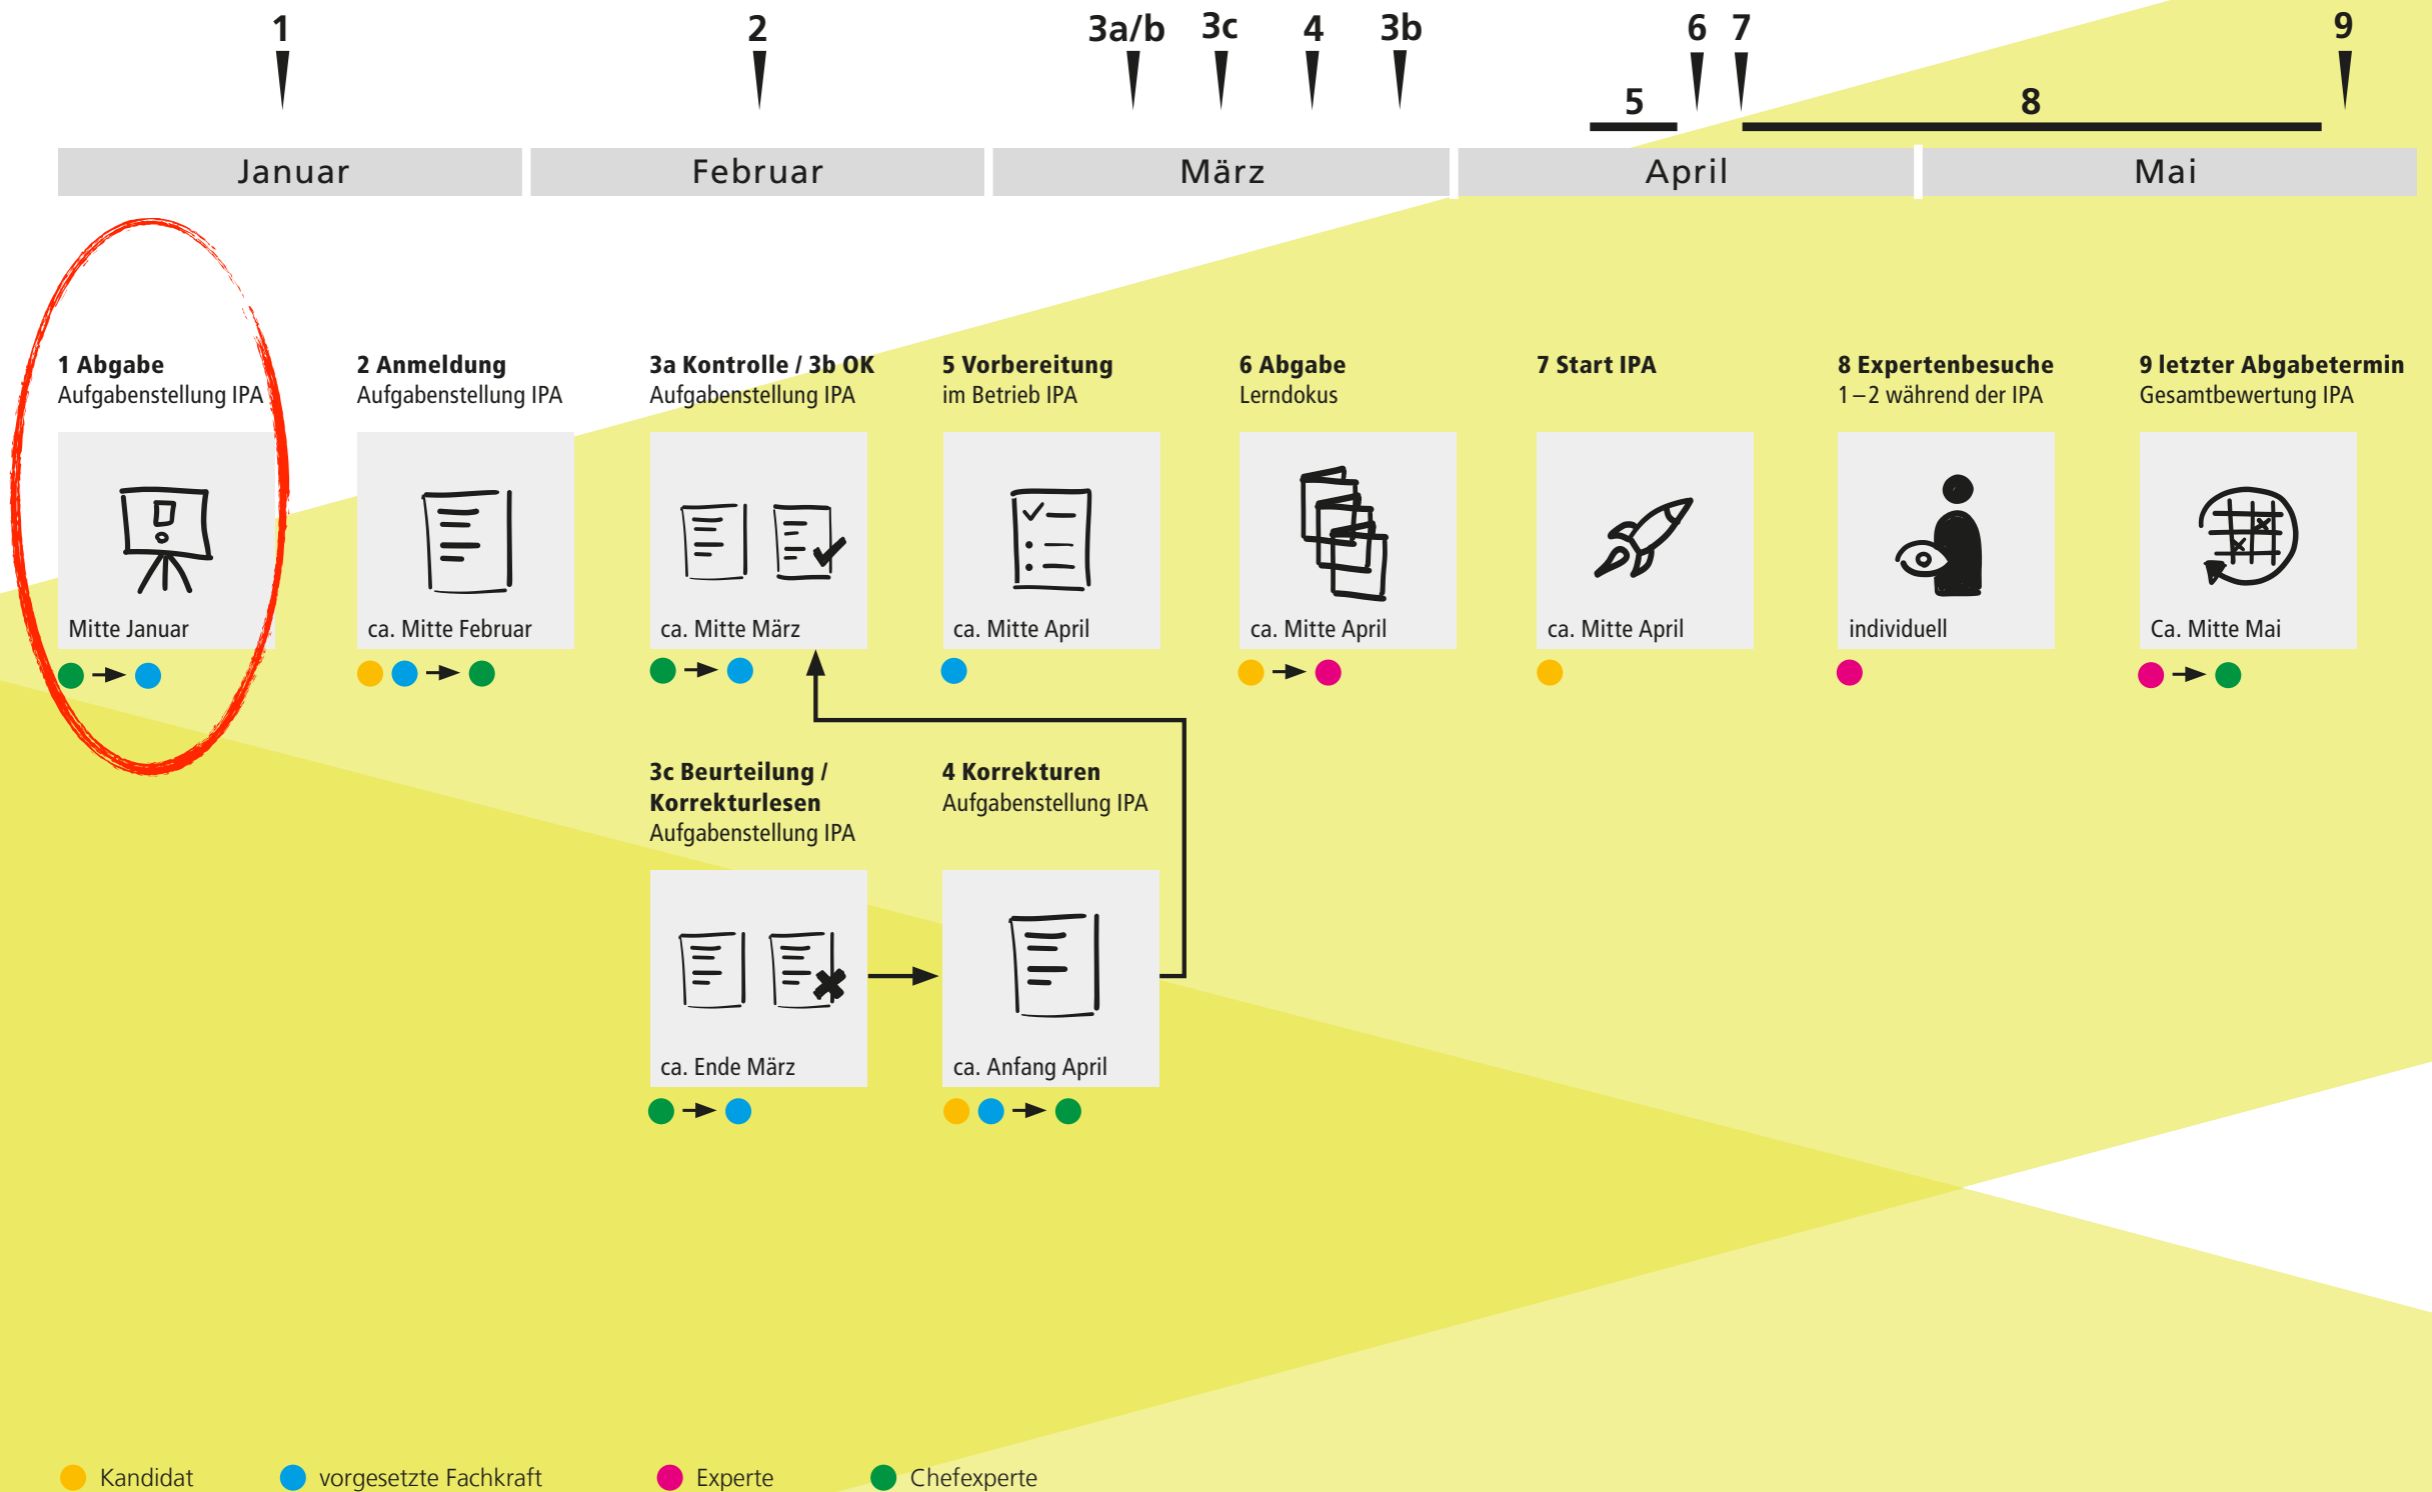 1
2
3a/b
3c
4
3b
6
7
9
5
8
Januar
Februar
März
April
Mai
1 Abgabe
Aufgabenstellung IPA
Mitte Januar
2 Anmeldung
Aufgabenstellung IPA
ca. Mitte Februar
3a Kontrolle / 3b OK
Aufgabenstellung IPA
ca. Mitte März
5 Vorbereitung
im Betrieb IPA
ca. Mitte April
6 Abgabe
Lerndokus
ca. Mitte April
7 Start IPA
ca. Mitte April
8 Expertenbesuche
1–2 während der IPA
individuell
9 letzter Abgabetermin
Gesamtbewertung IPA
Ca. Mitte Mai
3c Beurteilung /
Korrekturlesen
Aufgabenstellung IPA
ca. Ende März
4 Korrekturen
Aufgabenstellung IPA
ca. Anfang April
Kandidat
vorgesetzte Fachkraft
Experte
Chefexperte